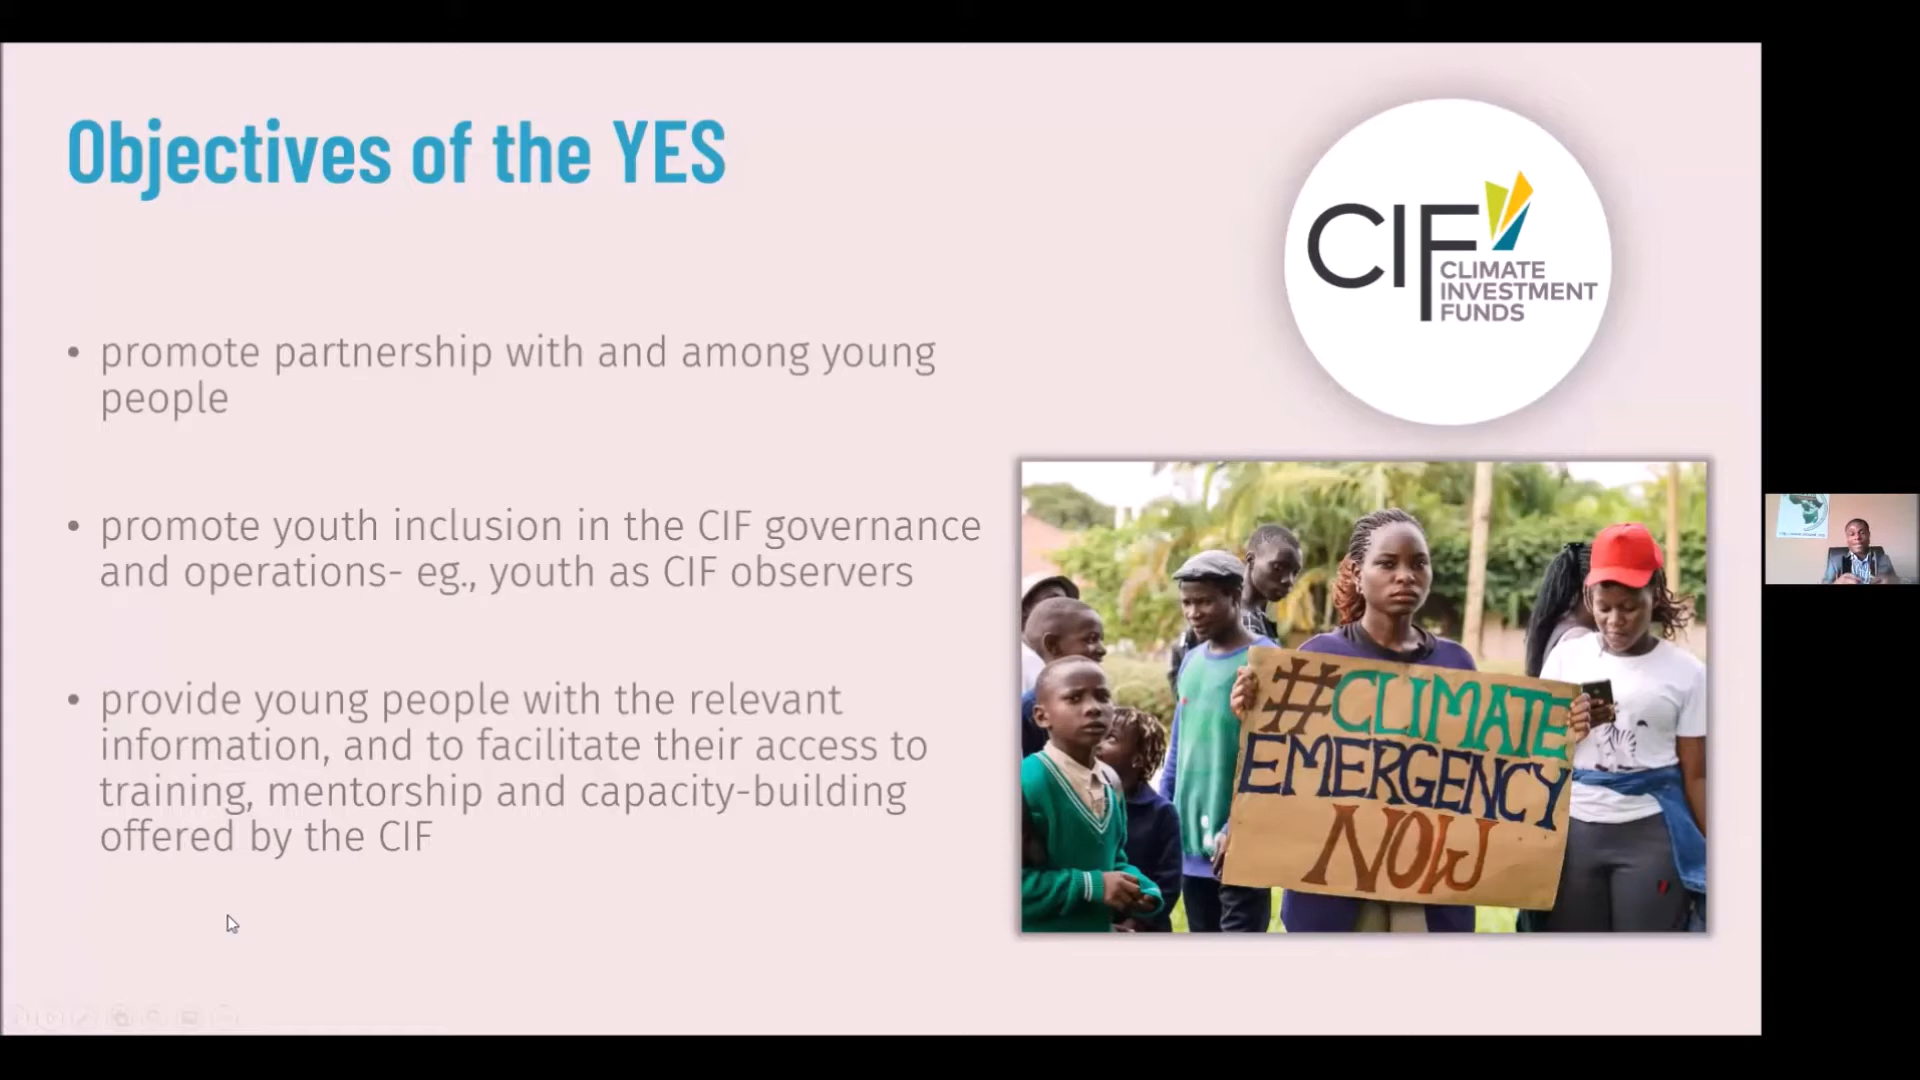 Objectives of the YES
• promote partnership with and among young
people
• promote youth inclusion in the CIF governance
and operations- eg., youth as CIF observers
• provide young people with the relevant
information, and to facilitate their access to
training, mentorship and capacity-building
offered by the CIF
CIF
CLIMATE
INVESTMENT
FUNDS
#CLIMATE
EMERGENCY
NOW